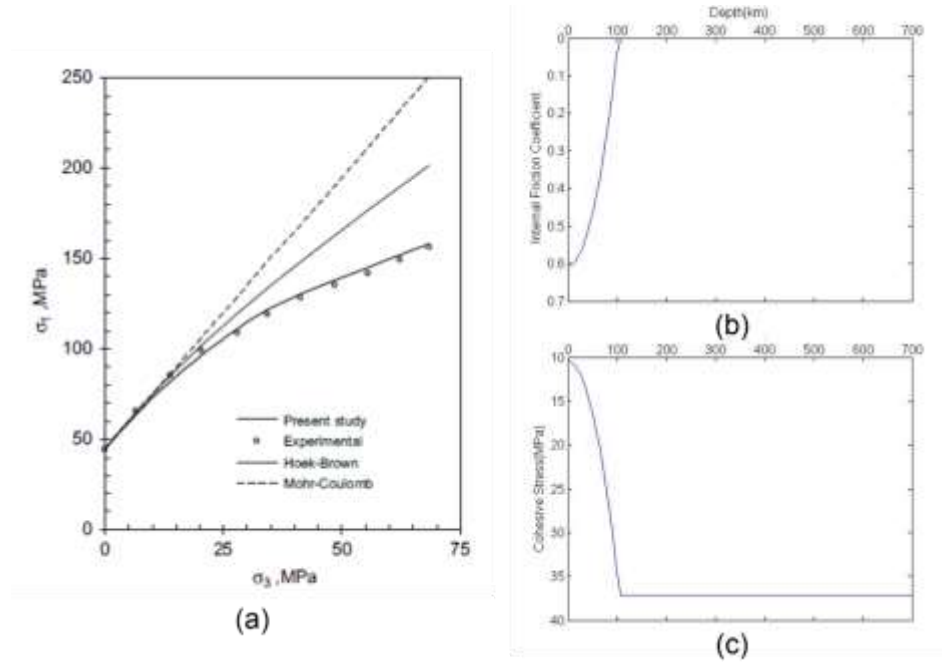 250
200
150
100
50
0
σ1 ,MPa
Present study
Experimental
Hoek-Brown
Mohr-Coulomb
0 25 50 75
σ3 ,MPa
(a)
Depth(km)
0 100 200 300 400 500 600 700
0
0.1
0.2
0.3
0.4
0.5
0.6
0.7
Internal Friction Coefficient
(b)
0 100 200 300 400 500 600 700
10
15
20
25
30
35
40
Cohesive Stress(MPa)
(c)